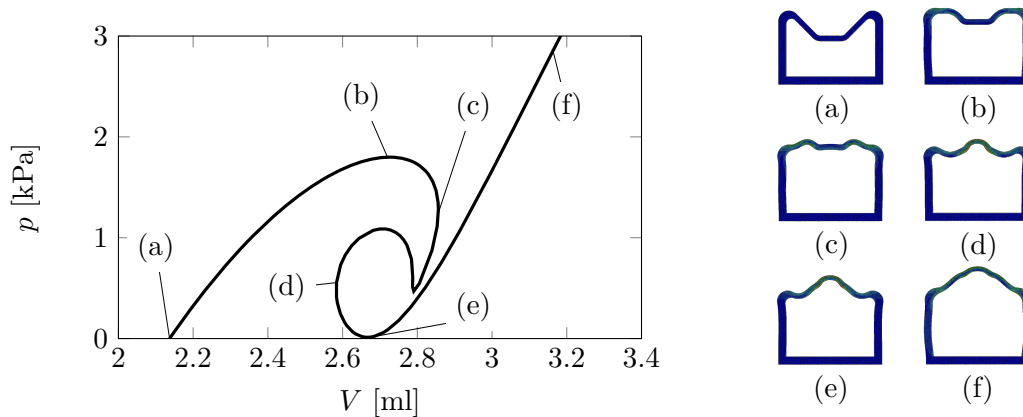 3
2
1
0
p [kPa]
(a)
(b)
(c)
(d)
(e)
(f)
2
2.2
2.4
2.6
2.8
3
3.2
3.4
V [ml]
(a)
(b)
(c)
(d)
(e)
(f)